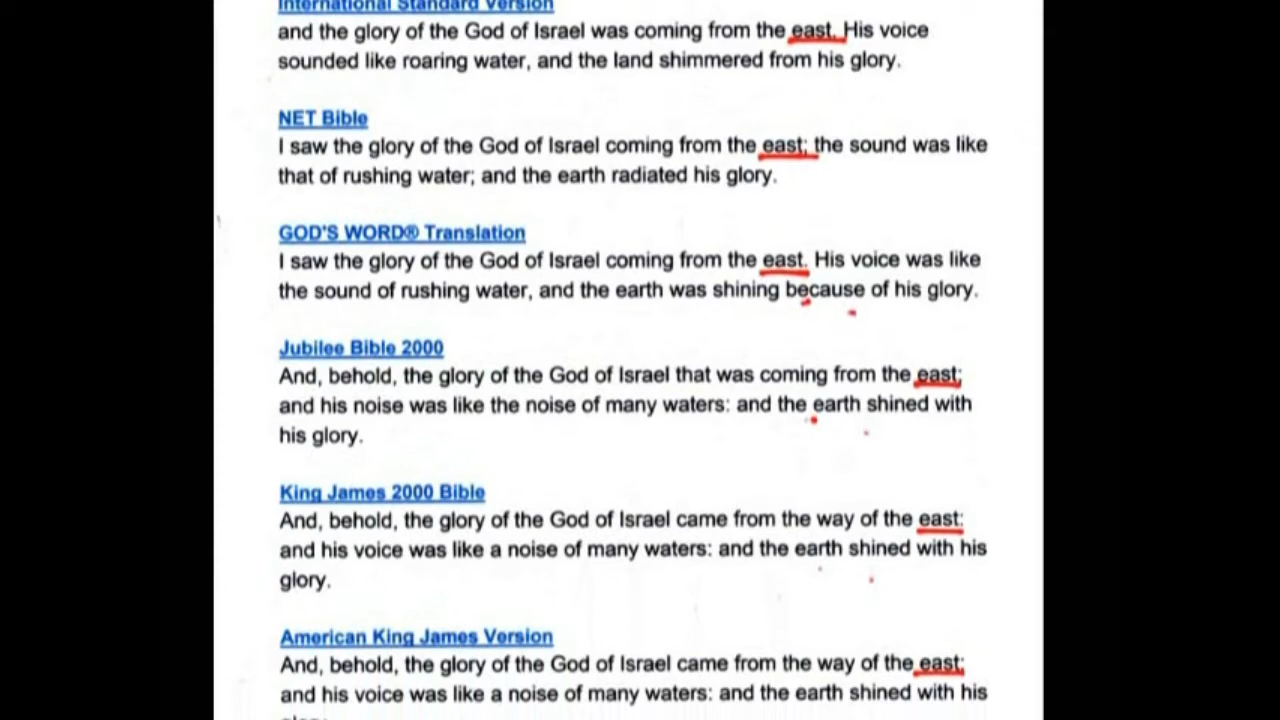 International Standard Version
and the glory of the God of Israel was coming from the east. His voice
sounded like roaring water, and the land shimmered from his glory.
NET Bible
I saw the glory of the God of Israel coming from the east; the sound was like
that of rushing water; and the earth radiated his glory.
GOD'S WORD® Translation
I saw the glory of the God of Israel coming from the east. His voice was like
the sound of rushing water, and the earth was shining because of his glory.
Jubilee Bible 2000
And, behold, the glory of the God of Israel that was coming from the east;
and his noise was like the noise of many waters: and the earth shined with
his glory.
King James 2000 Bible
And, behold, the glory of the God of Israel came from the way of the east:
and his voice was like a noise of many waters: and the earth shined with his
glory.
American King James Version
And, behold, the glory of the God of Israel came from the way of the east:
and his voice was like a noise of many waters: and the earth shined with his